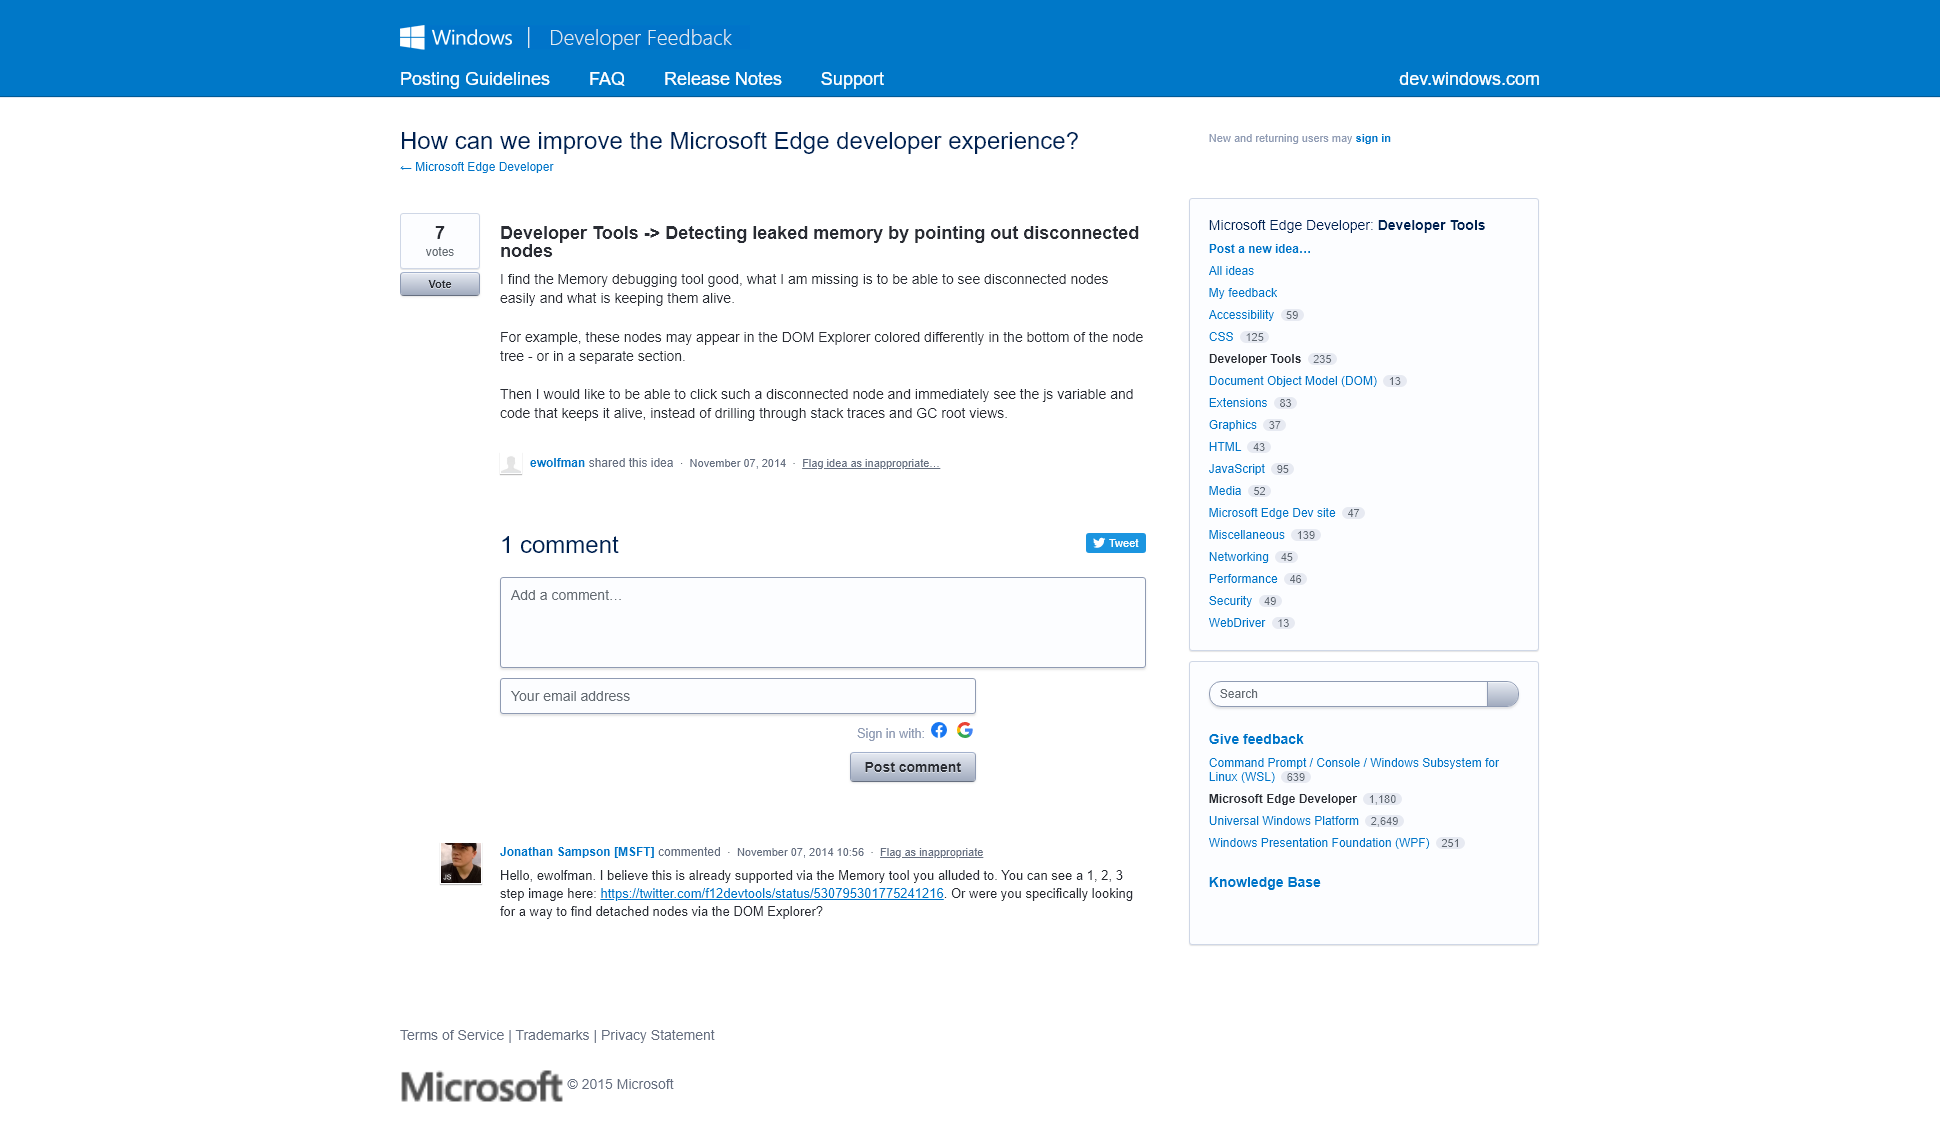 Windows | Developer Feedback
Posting Guidelines FAQ Release Notes Support dev.windows.com
How can we improve the Microsoft Edge developer experience?
← Microsoft Edge Developer
New and returning users may sign in
7
votes
Vote
Developer Tools -> Detecting leaked memory by pointing out disconnected
nodes
I find the Memory debugging tool good, what I am missing is to be able to see disconnected nodes
easily and what is keeping them alive.
For example, these nodes may appear in the DOM Explorer colored differently in the bottom of the node
tree - or in a separate section.
Then I would like to be able to click such a disconnected node and immediately see the js variable and
code that keeps it alive, instead of drilling through stack traces and GC root views.
ewolfman shared this idea · November 07, 2014 · Flag idea as inappropriate…
1 comment
Tweet
Add a comment…
Your email address
Sign in with:
Post comment
Jonathan Sampson [MSFT] commented · November 07, 2014 10:56 · Flag as inappropriate
JS
Hello, ewolfman. I believe this is already supported via the Memory tool you alluded to. You can see a 1, 2, 3
step image here: https://twitter.com/f12devtools/status/530795301775241216. Or were you specifically looking
for a way to find detached nodes via the DOM Explorer?
Microsoft Edge Developer: Developer Tools
Post a new idea…
All ideas
My feedback
Accessibility 59
CSS 125
Developer Tools 235
Document Object Model (DOM) 13
Extensions 83
Graphics 37
HTML 43
JavaScript 95
Media 52
Microsoft Edge Dev site 47
Miscellaneous 139
Networking 45
Performance 46
Security 49
WebDriver 13
Search
Give feedback
Command Prompt / Console / Windows Subsystem for
Linux (WSL) 639
Microsoft Edge Developer 1,180
Universal Windows Platform 2,649
Windows Presentation Foundation (WPF) 251
Knowledge Base
Terms of Service | Trademarks | Privacy Statement
Microsoft © 2015 Microsoft